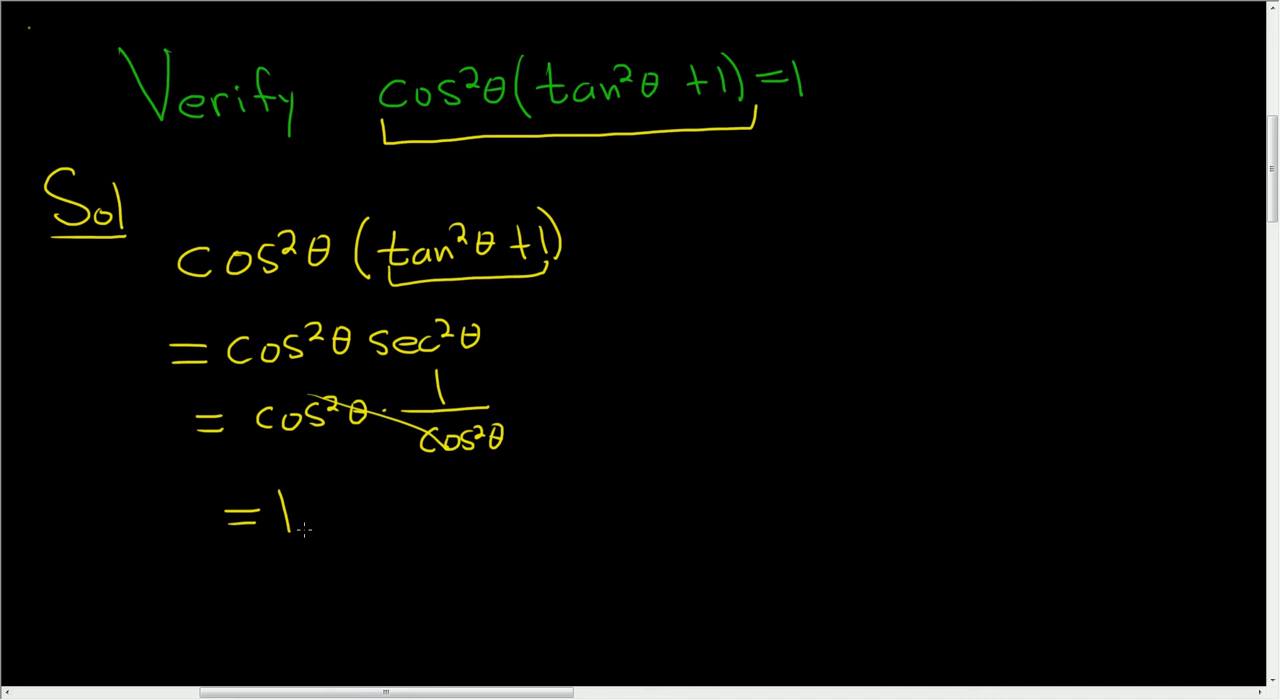 Verify cos²θ(tan²θ +1)=1
Sol
cos²θ (tan²θ +1)
= cos²θ sec²θ
= cos²θ · 1/cos²θ
= 1